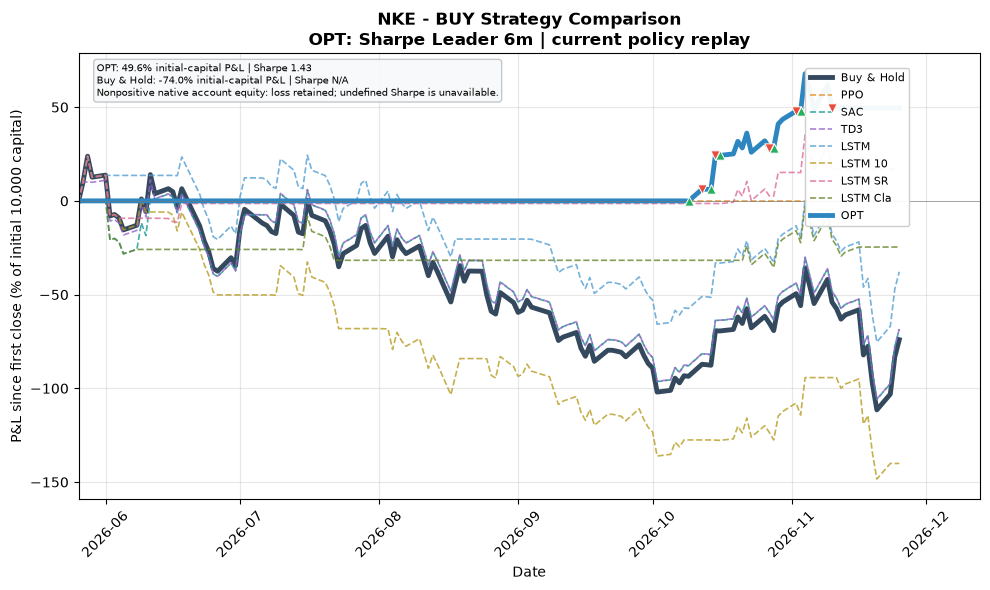 NKE - BUY Strategy Comparison
OPT: Sharpe Leader 6m | current policy replay
OPT: 49.6% initial-capital P&L | Sharpe 1.43
Buy & Hold: -74.0% initial-capital P&L | Sharpe N/A
Nonpositive native account equity: loss retained; undefined Sharpe is unavailable.
Buy & Hold
PPO
SAC
TD3
LSTM
LSTM 10
LSTM SR
LSTM Cla
OPT
P&L since first close (% of initial 10,000 capital)
50
0
−50
−100
−150
2026-06
2026-07
2026-08
2026-09
2026-10
2026-11
2026-12
Date